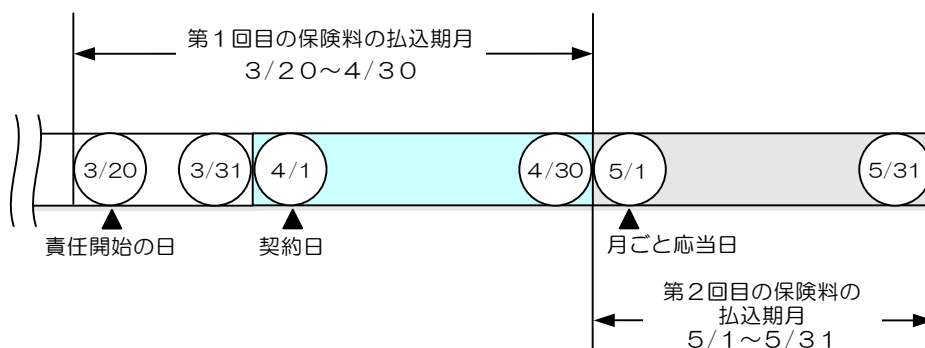 第１回目の保険料の払込期月
３/２０～４/３０
3/20
3/31
4/1
4/30
5/1
5/31
責任開始の日
契約日
月ごと応当日
第２回目の保険料の
払込期月
５/１～５/３１